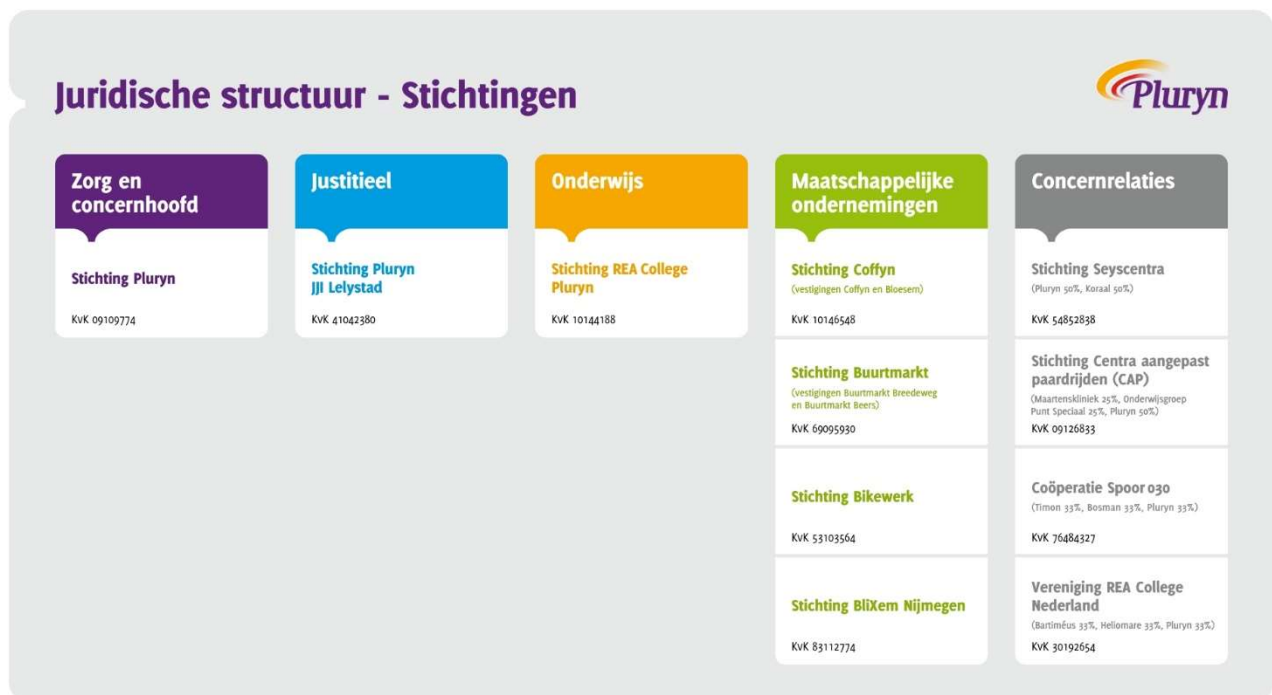 Juridische structuur - Stichtingen
Pluryn
Zorg en
concernhoofd
Stichting Pluryn
KvK 09109774
Justitieel
Stichting Pluryn
JJI Lelystad
KvK 41042380
Onderwijs
Stichting REA College
Pluryn
KvK 10144188
Maatschappelijke
ondernemingen
Stichting Coffyn
(vestigingen Coffyn en Bloesem)
KvK 10146548
Stichting Buurtmarkt
(vestigingen Buurtmarkt Breedeweg
en Buurtmarkt Beers)
KvK 69095930
Stichting Bikewerk
KvK 53103564
Stichting BliXem Nijmegen
KvK 83112774
Concernrelaties
Stichting Seyscentra
(Pluryn 50%, Koraal 50%)
KvK 54852838
Stichting Centra aangepast
paardrijden (CAP)
(Maartenskliniek 25%, Onderwijsgroep
Punt Speciaal 25%, Pluryn 50%)
KvK 09126833
Coöperatie Spoor 030
(Timon 33%, Bosman 33%, Pluryn 33%)
KvK 76484327
Vereniging REA College
Nederland
(Bartiméus 33%, Heliomare 33%, Pluryn 33%)
KvK 30192654